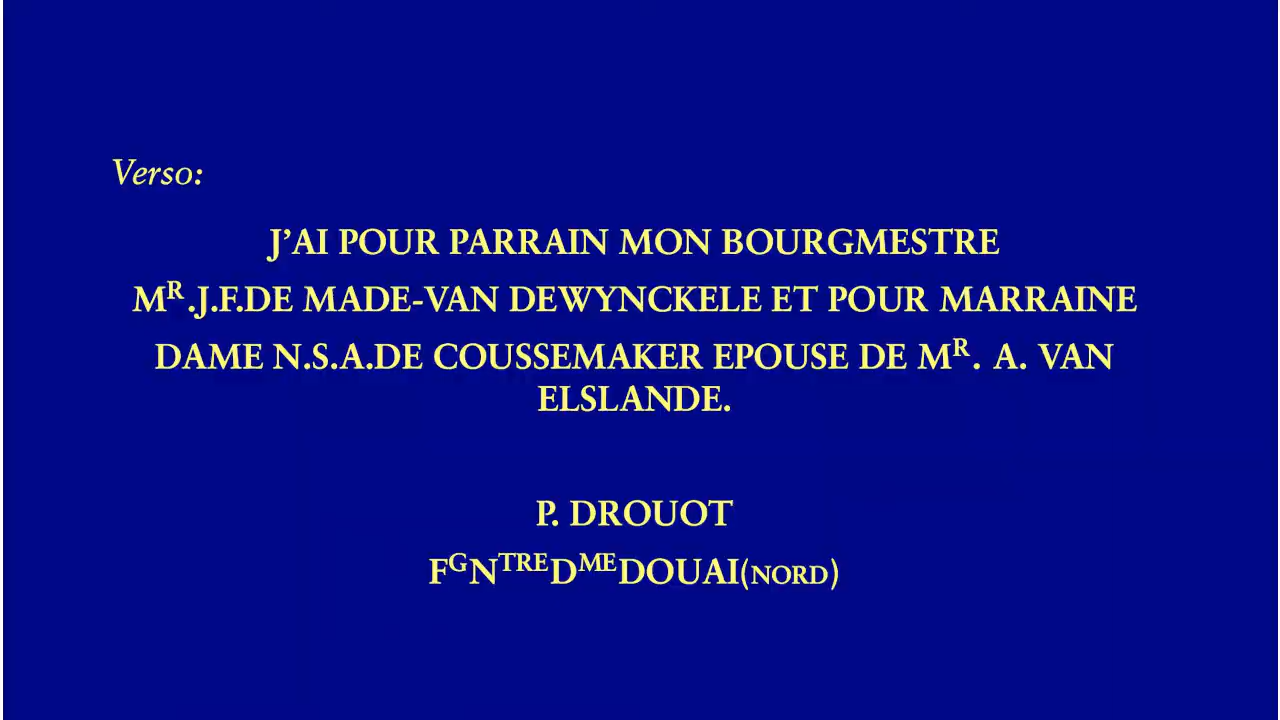 Verso:
J’AI POUR PARRAIN MON BOURGMESTRE
Mᴿ.J.F.DE MADE-VAN DEWYNCKELE ET POUR MARRAINE
DAME N.S.A.DE COUSSEMAKER EPOUSE DE Mᴿ. A. VAN
ELSLANDE.
P. DROUOT
FᴳNᵀᴿᴱDᴹᴱDOUAI(NORD)